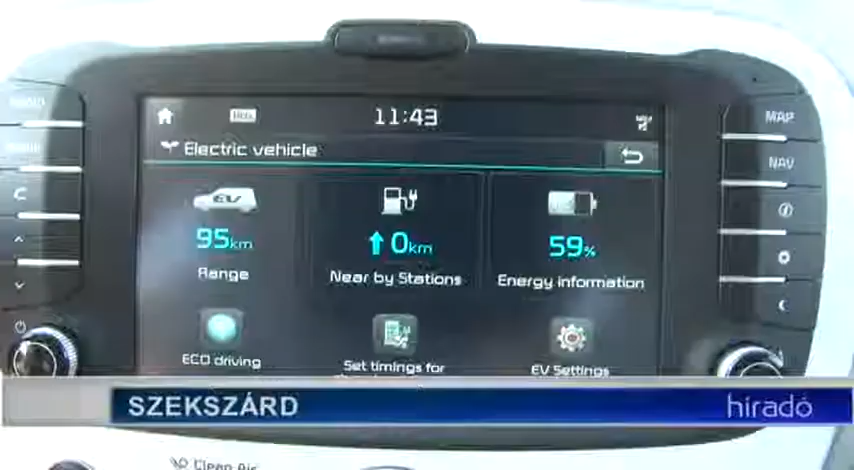 11:43
MAP
Electric vehicle
NAV
EV
95km
0km
59%
Range
Near by Stations
Energy information
ECO driving
Set timings for
EV Settings
SZEKSZÁRD
híradó
Clean Air